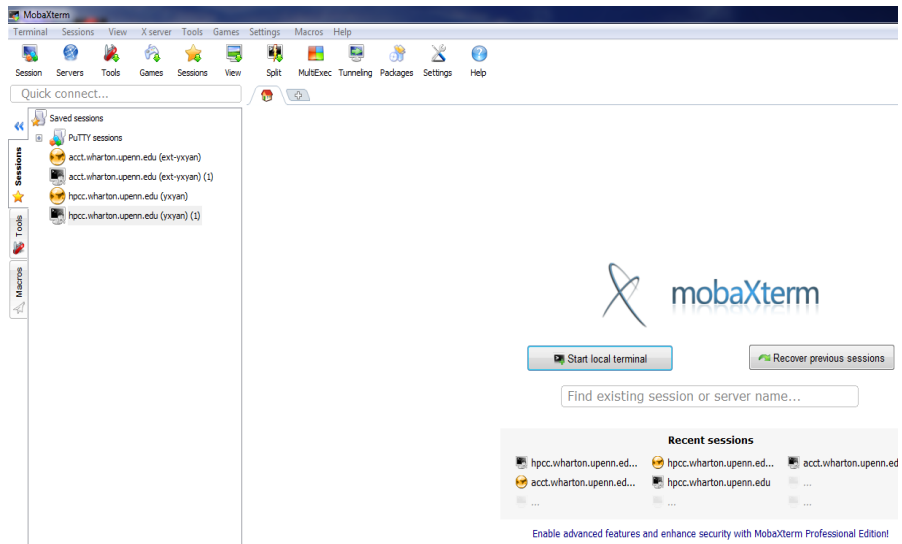 MobaXterm
Terminal Sessions View X server Tools Games Settings Macros Help
Session Servers Tools Games Sessions View Split MultiExec Tunneling Packages Settings Help
Quick connect...
Saved sessions
PuTTY sessions
acct.wharton.upenn.edu (ext-yxyan)
acct.wharton.upenn.edu (ext-yxyan) (1)
hpcc.wharton.upenn.edu (yxyan)
hpcc.wharton.upenn.edu (yxyan) (1)
Sessions
Tools
Macros
mobaXterm
Start local terminal Recover previous sessions
Find existing session or server name...
Recent sessions
hpcc.wharton.upenn.ed... hpcc.wharton.upenn.ed... acct.wharton.upenn.ed
acct.wharton.upenn.ed... hpcc.wharton.upenn.edu ...
... ... ...
Enable advanced features and enhance security with MobaXterm Professional Edition!